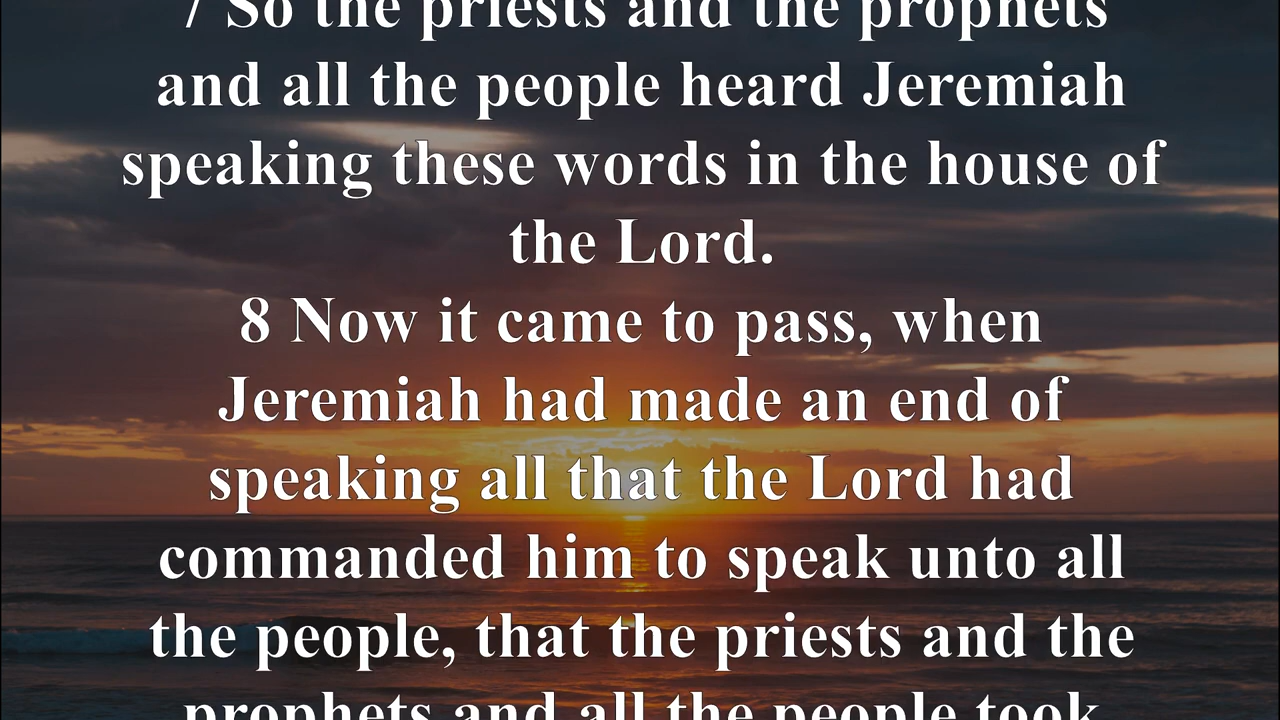 7 So the priests and the prophets
and all the people heard Jeremiah
speaking these words in the house of
the Lord.
8 Now it came to pass, when
Jeremiah had made an end of
speaking all that the Lord had
commanded him to speak unto all
the people, that the priests and the
prophets and all the people took